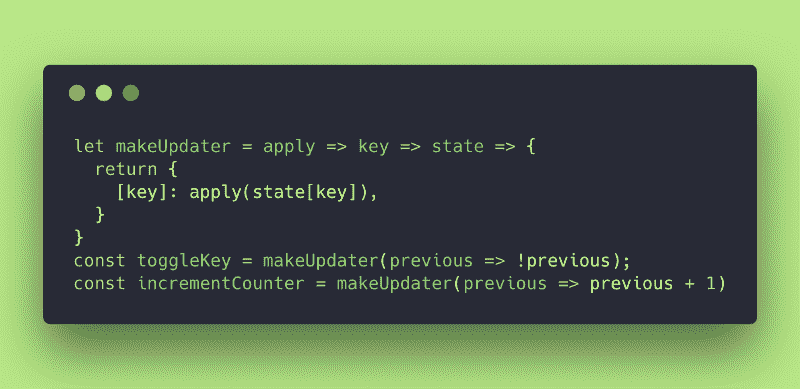 let makeUpdater = apply => key => state => {
  return {
    [key]: apply(state[key]),
  }
}
const toggleKey = makeUpdater(previous => !previous);
const incrementCounter = makeUpdater(previous => previous + 1)